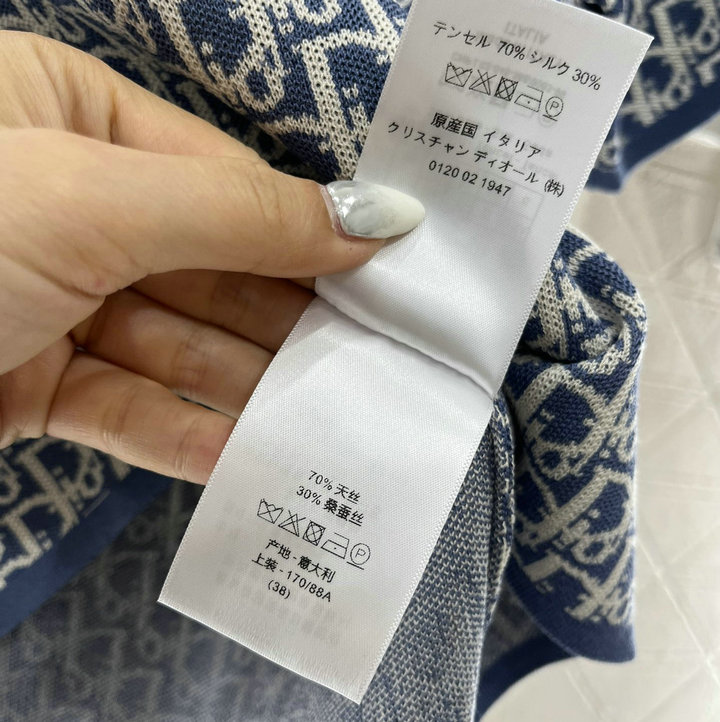 テンセル 70% シルク 30%
原産国 イタリア
クリスチャン ディオール (株)
0120 02 1947
70% 天丝
30% 桑蚕丝
产地 - 意大利
上装 - 170/88A
(38)
ITALIA